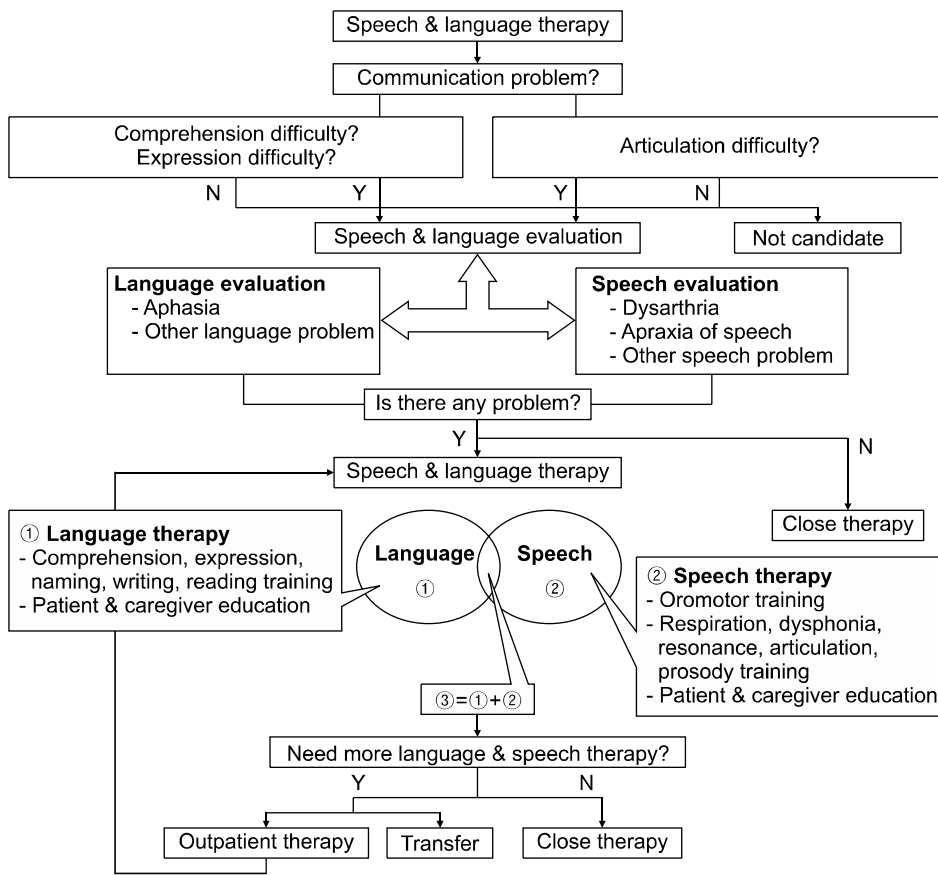 Speech & language therapy
Communication problem?
Comprehension difficulty?
Expression difficulty?
Articulation difficulty?
N
Y
Y
N
Speech & language evaluation
Not candidate
Language evaluation
- Aphasia
- Other language problem
Speech evaluation
- Dysarthria
- Apraxia of speech
- Other speech problem
Is there any problem?
Y
N
Speech & language therapy
Close therapy
① Language therapy
- Comprehension, expression,
naming, writing, reading training
- Patient & caregiver education
Language
①
Speech
②
② Speech therapy
- Oromotor training
- Respiration, dysphonia,
resonance, articulation,
prosody training
- Patient & caregiver education
③=①+②
Need more language & speech therapy?
Y
N
Outpatient therapy
Transfer
Close therapy